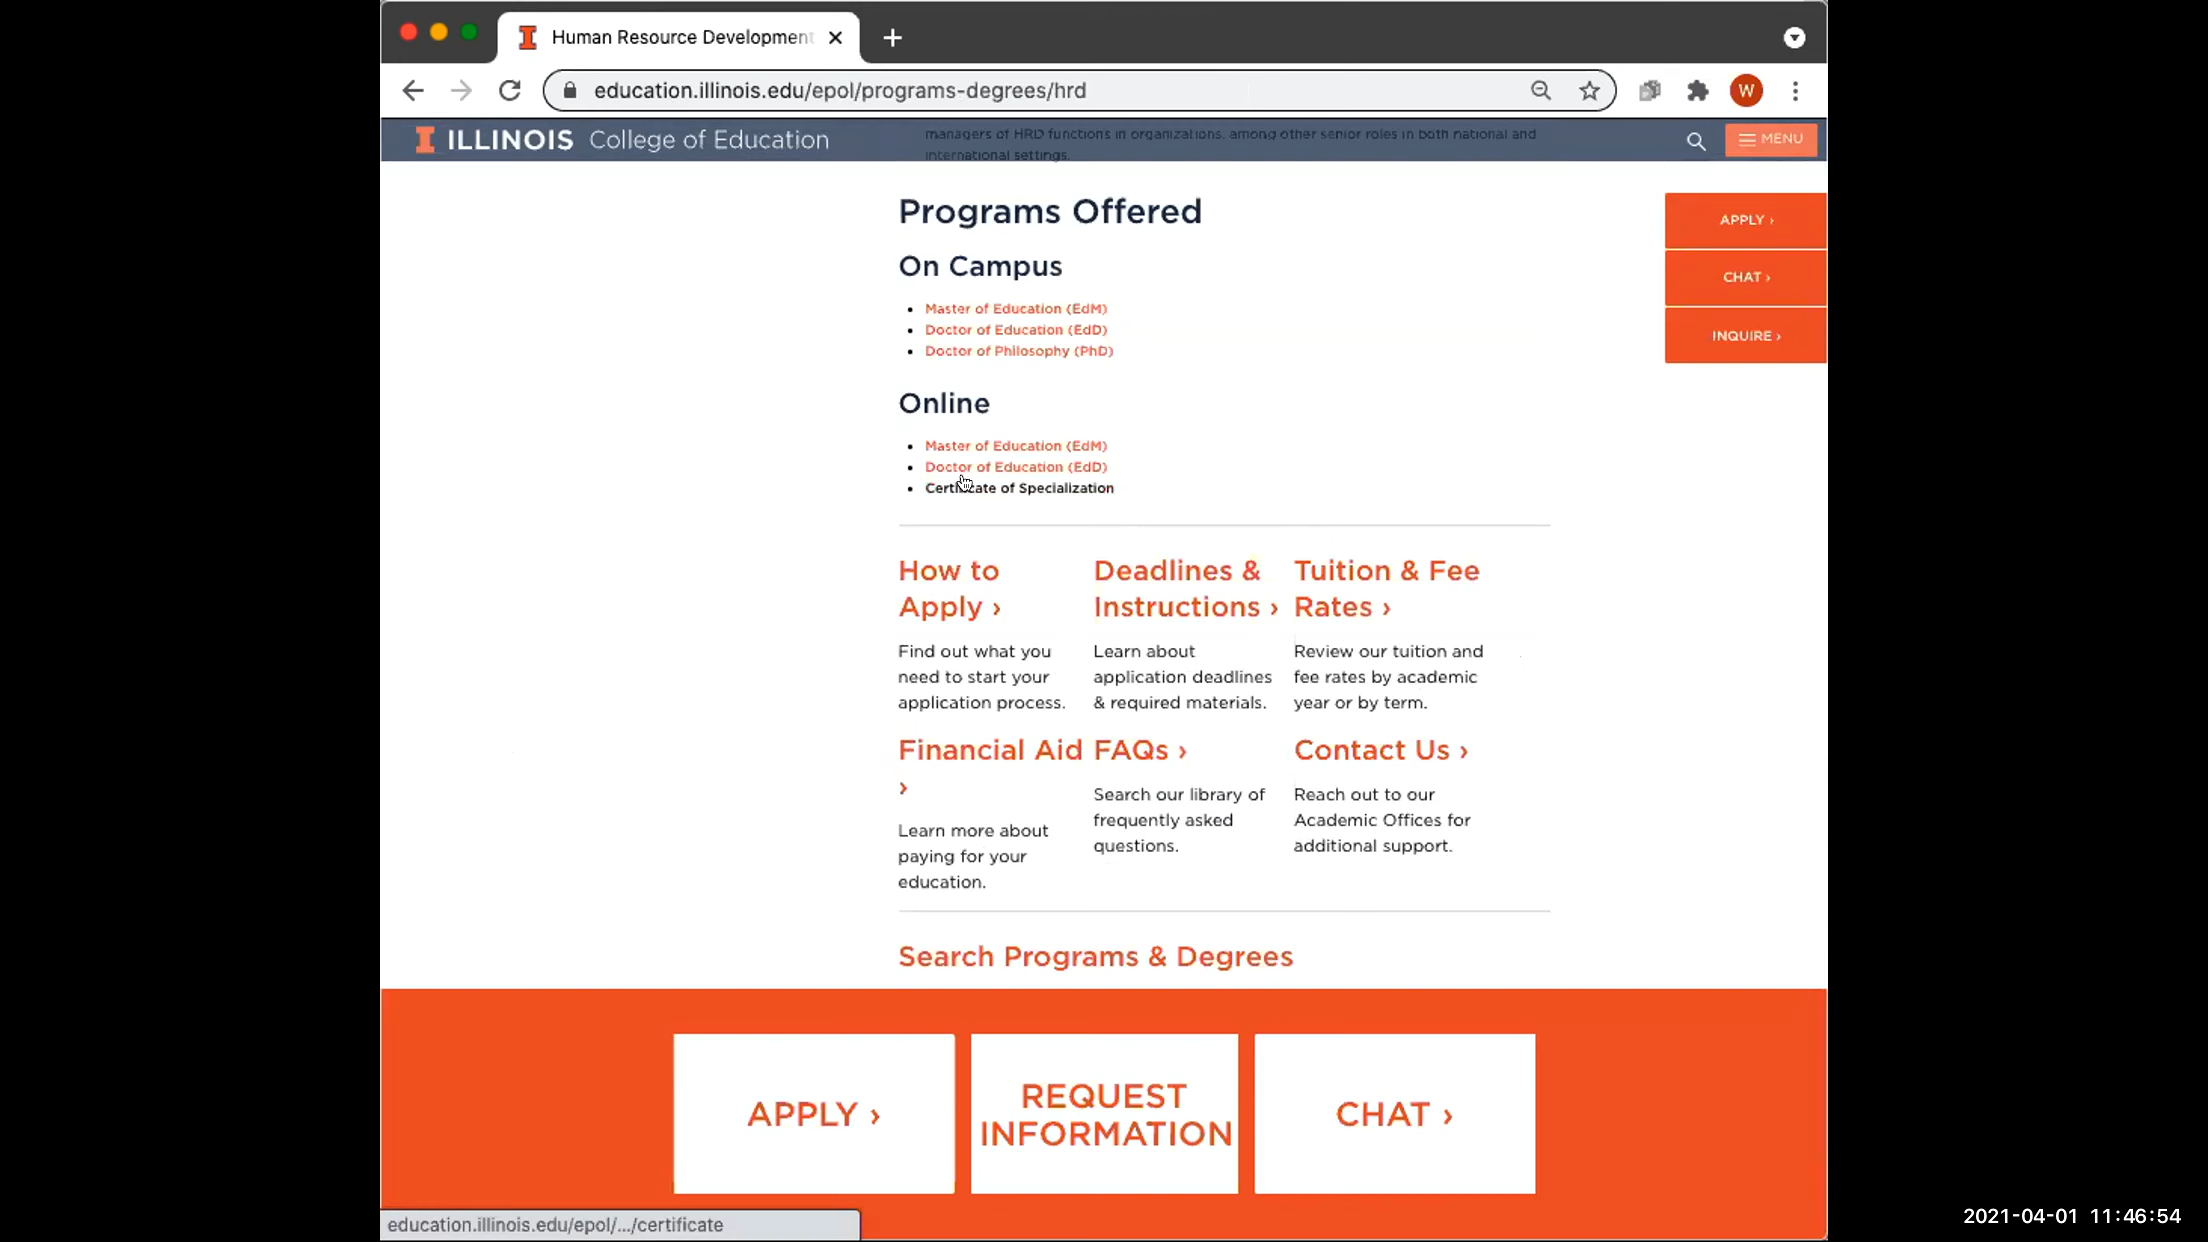 Human Resource Development
education.illinois.edu/epol/programs-degrees/hrd
W
ILLINOIS College of Education
managers of HRD functions in organizations, among other senior roles in both national and
international settings.
MENU
Programs Offered
On Campus
Master of Education (EdM)
Doctor of Education (EdD)
Doctor of Philosophy (PhD)
APPLY ›
CHAT ›
INQUIRE ›
Online
Master of Education (EdM)
Doctor of Education (EdD)
Certificate of Specialization
How to
Apply ›
Find out what you
need to start your
application process.
Deadlines &
Instructions ›
Learn about
application deadlines
& required materials.
Tuition & Fee
Rates ›
Review our tuition and
fee rates by academic
year or by term.
Financial Aid
›
Learn more about
paying for your
education.
FAQs ›
Search our library of
frequently asked
questions.
Contact Us ›
Reach out to our
Academic Offices for
additional support.
Search Programs & Degrees
APPLY ›
REQUEST
INFORMATION
CHAT ›
education.illinois.edu/epol/.../certificate
2021-04-01 11:46:54